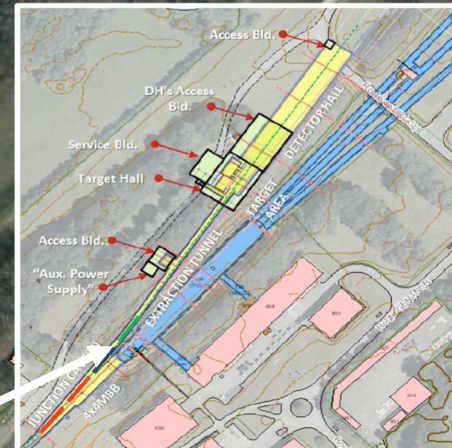 Access Bld.
DH's Access
Bld.
DETECTOR HALL
Service Bld.
Target Hall
TARGET
AREA
Access Bld.
"Aux. Power
Supply"
EXTRACTION TUNNEL
JUNCTION CA
4x4MBB